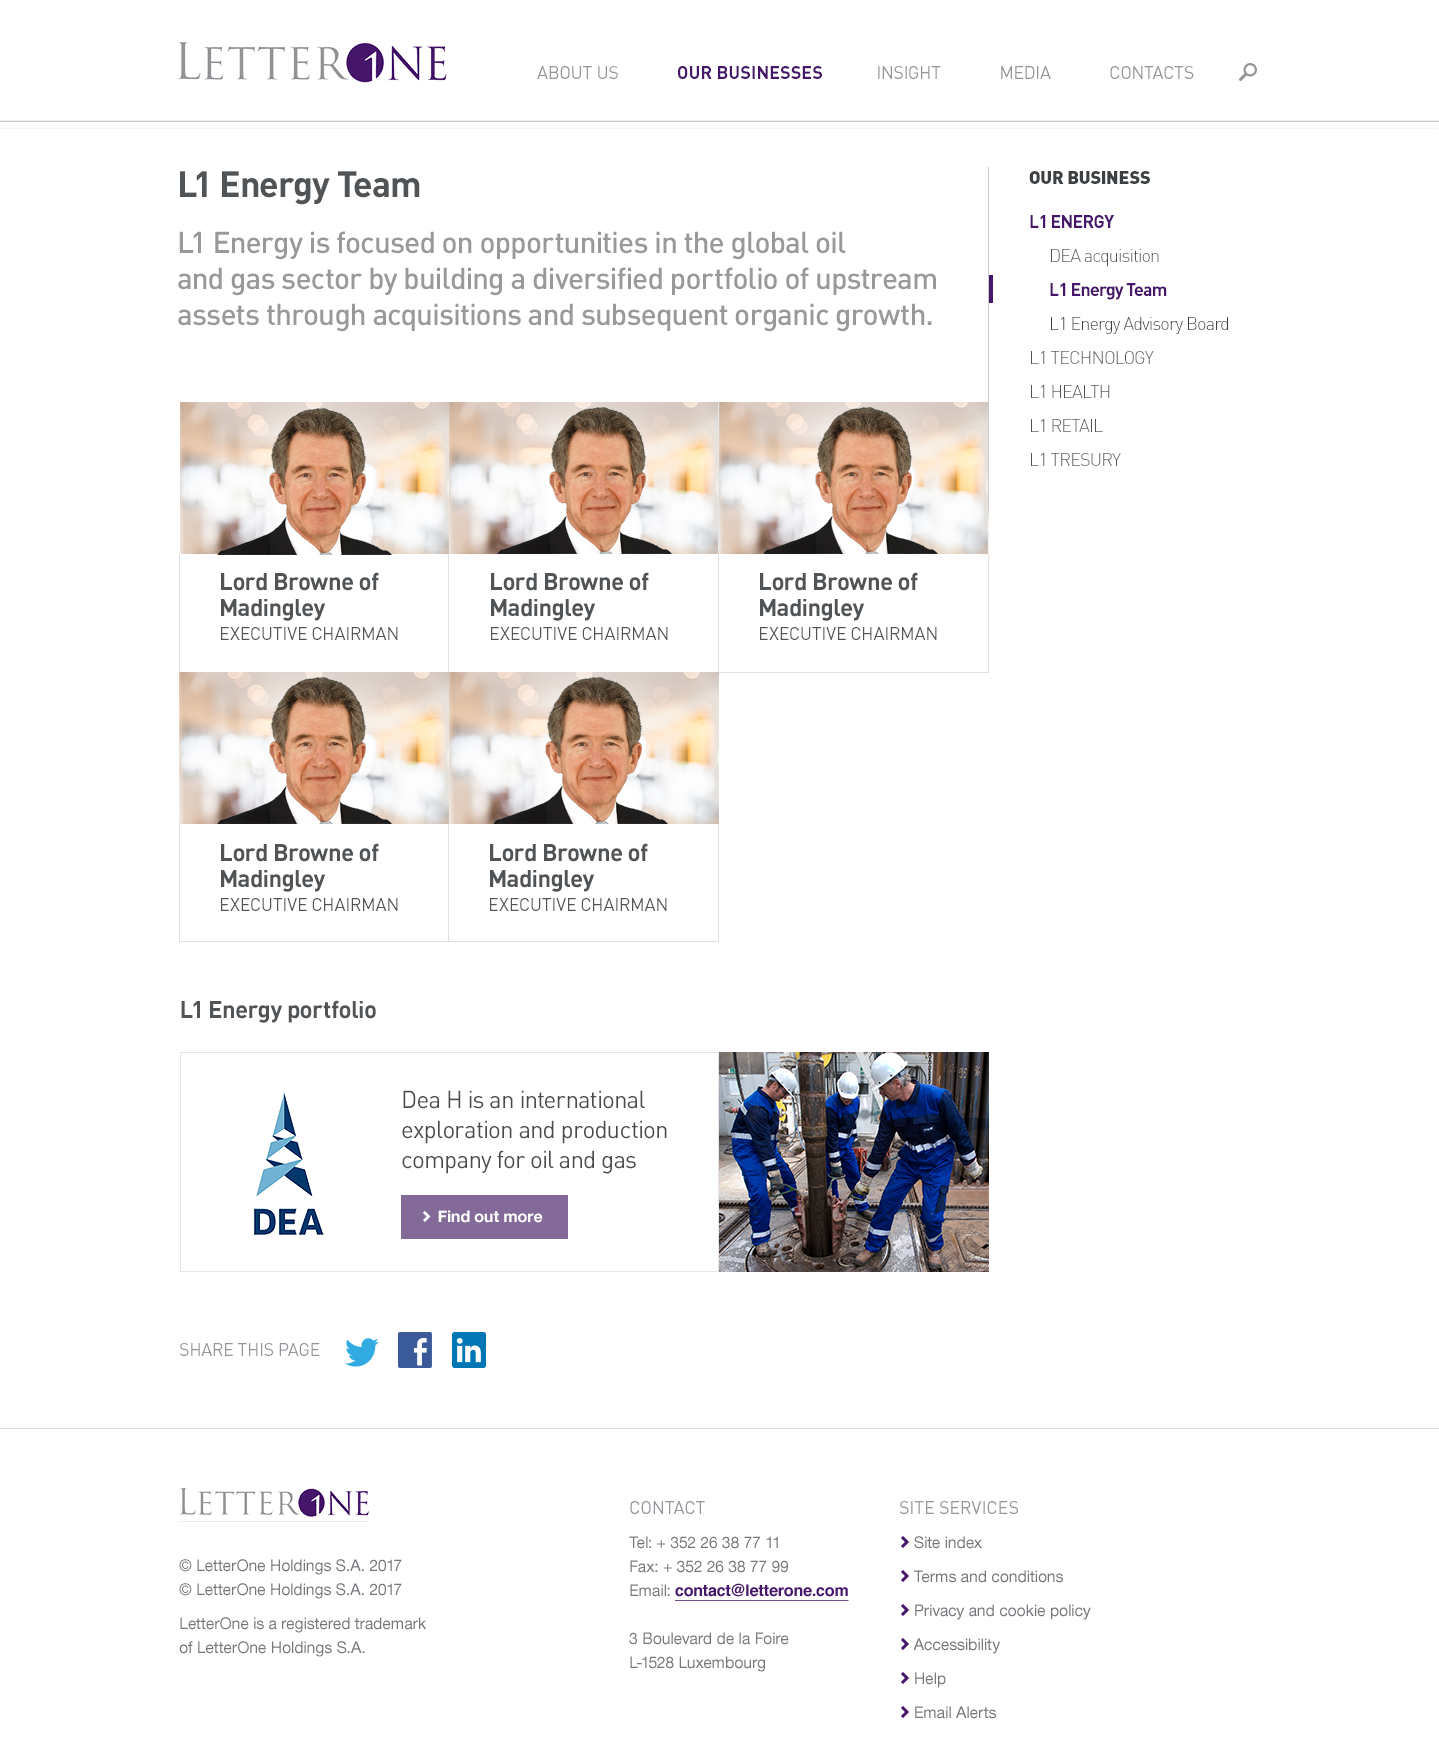 LETTERONE
ABOUT US
OUR BUSINESSES
INSIGHT
MEDIA
CONTACTS
L1 Energy Team
L1 Energy is focused on opportunities in the global oil
and gas sector by building a diversified portfolio of upstream
assets through acquisitions and subsequent organic growth.
OUR BUSINESS
L1 ENERGY
DEA acquisition
L1 Energy Team
L1 Energy Advisory Board
L1 TECHNOLOGY
L1 HEALTH
L1 RETAIL
L1 TRESURY
Lord Browne of
Madingley
EXECUTIVE CHAIRMAN
Lord Browne of
Madingley
EXECUTIVE CHAIRMAN
Lord Browne of
Madingley
EXECUTIVE CHAIRMAN
Lord Browne of
Madingley
EXECUTIVE CHAIRMAN
Lord Browne of
Madingley
EXECUTIVE CHAIRMAN
L1 Energy portfolio
DEA
Dea H is an international
exploration and production
company for oil and gas
Find out more
SHARE THIS PAGE
LETTERONE
© LetterOne Holdings S.A. 2017
© LetterOne Holdings S.A. 2017
LetterOne is a registered trademark
of LetterOne Holdings S.A.
CONTACT
Tel: + 352 26 38 77 11
Fax: + 352 26 38 77 99
Email: contact@letterone.com
3 Boulevard de la Foire
L-1528 Luxembourg
SITE SERVICES
Site index
Terms and conditions
Privacy and cookie policy
Accessibility
Help
Email Alerts